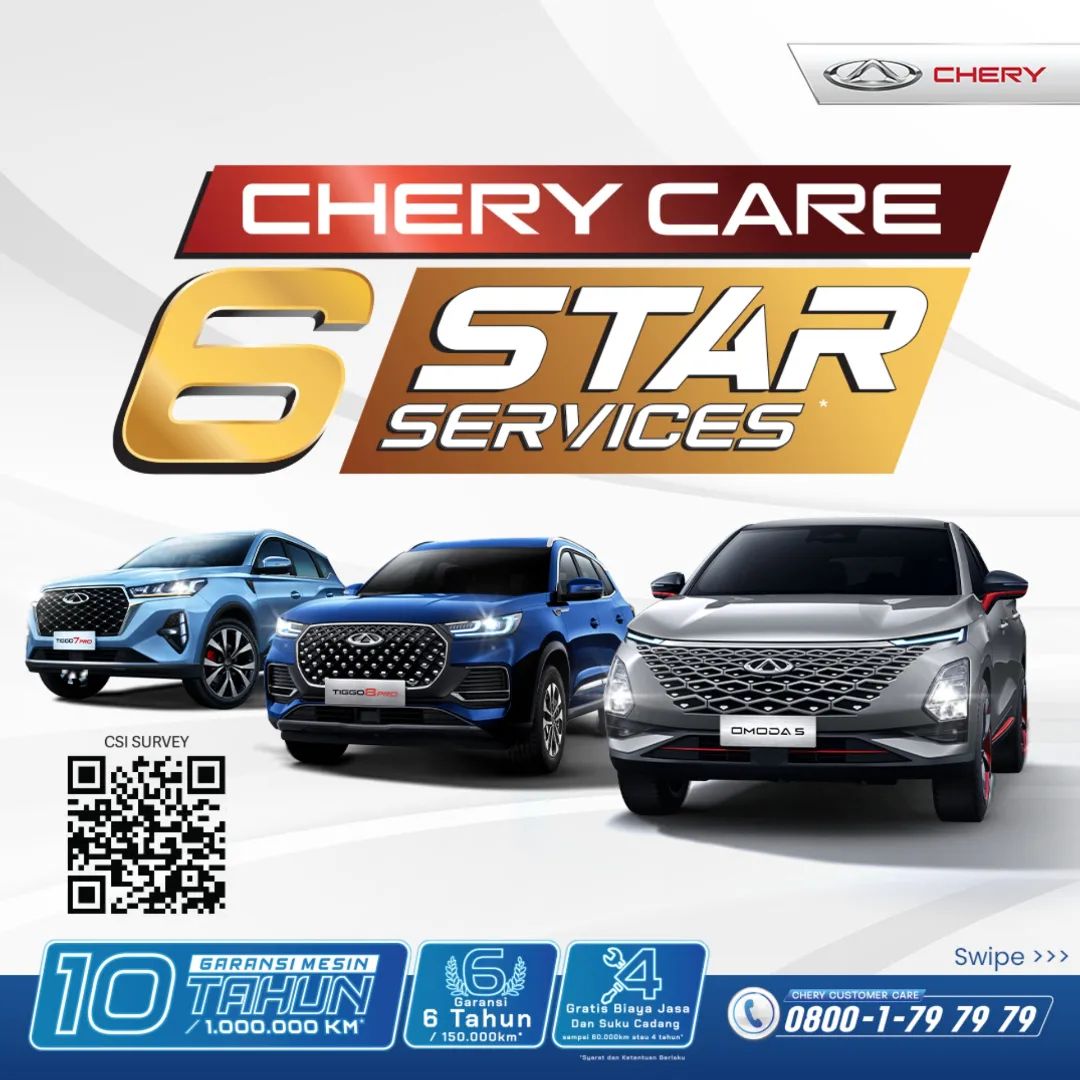 CHERY
CHERY CARE
6 STAR
SERVICES*
TIGGO7PRO
TIGGO8PRO
OMODA 5
CSI SURVEY
10 GARANSI MESIN
TAHUN
/ 1.000.000 KM*
6
Garansi
6 Tahun
/ 150.000km*
4
Gratis Biaya Jasa
Dan Suku Cadang
sampai 60.000km atau 4 tahun*
*Syarat dan Ketentuan Berlaku
Swipe >>>
CHERY CUSTOMER CARE
0800-1-79 79 79